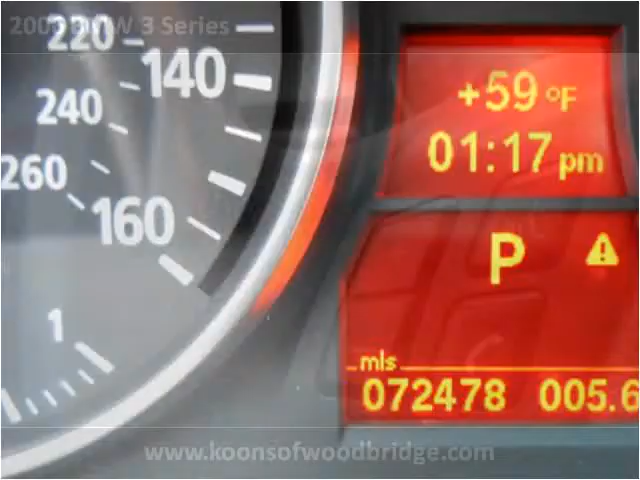 3 Series
220
140
240
260
160
1
+59 °F
01:17 pm
P
mls
072478 005.6
www.koonsofwoodbridge.com